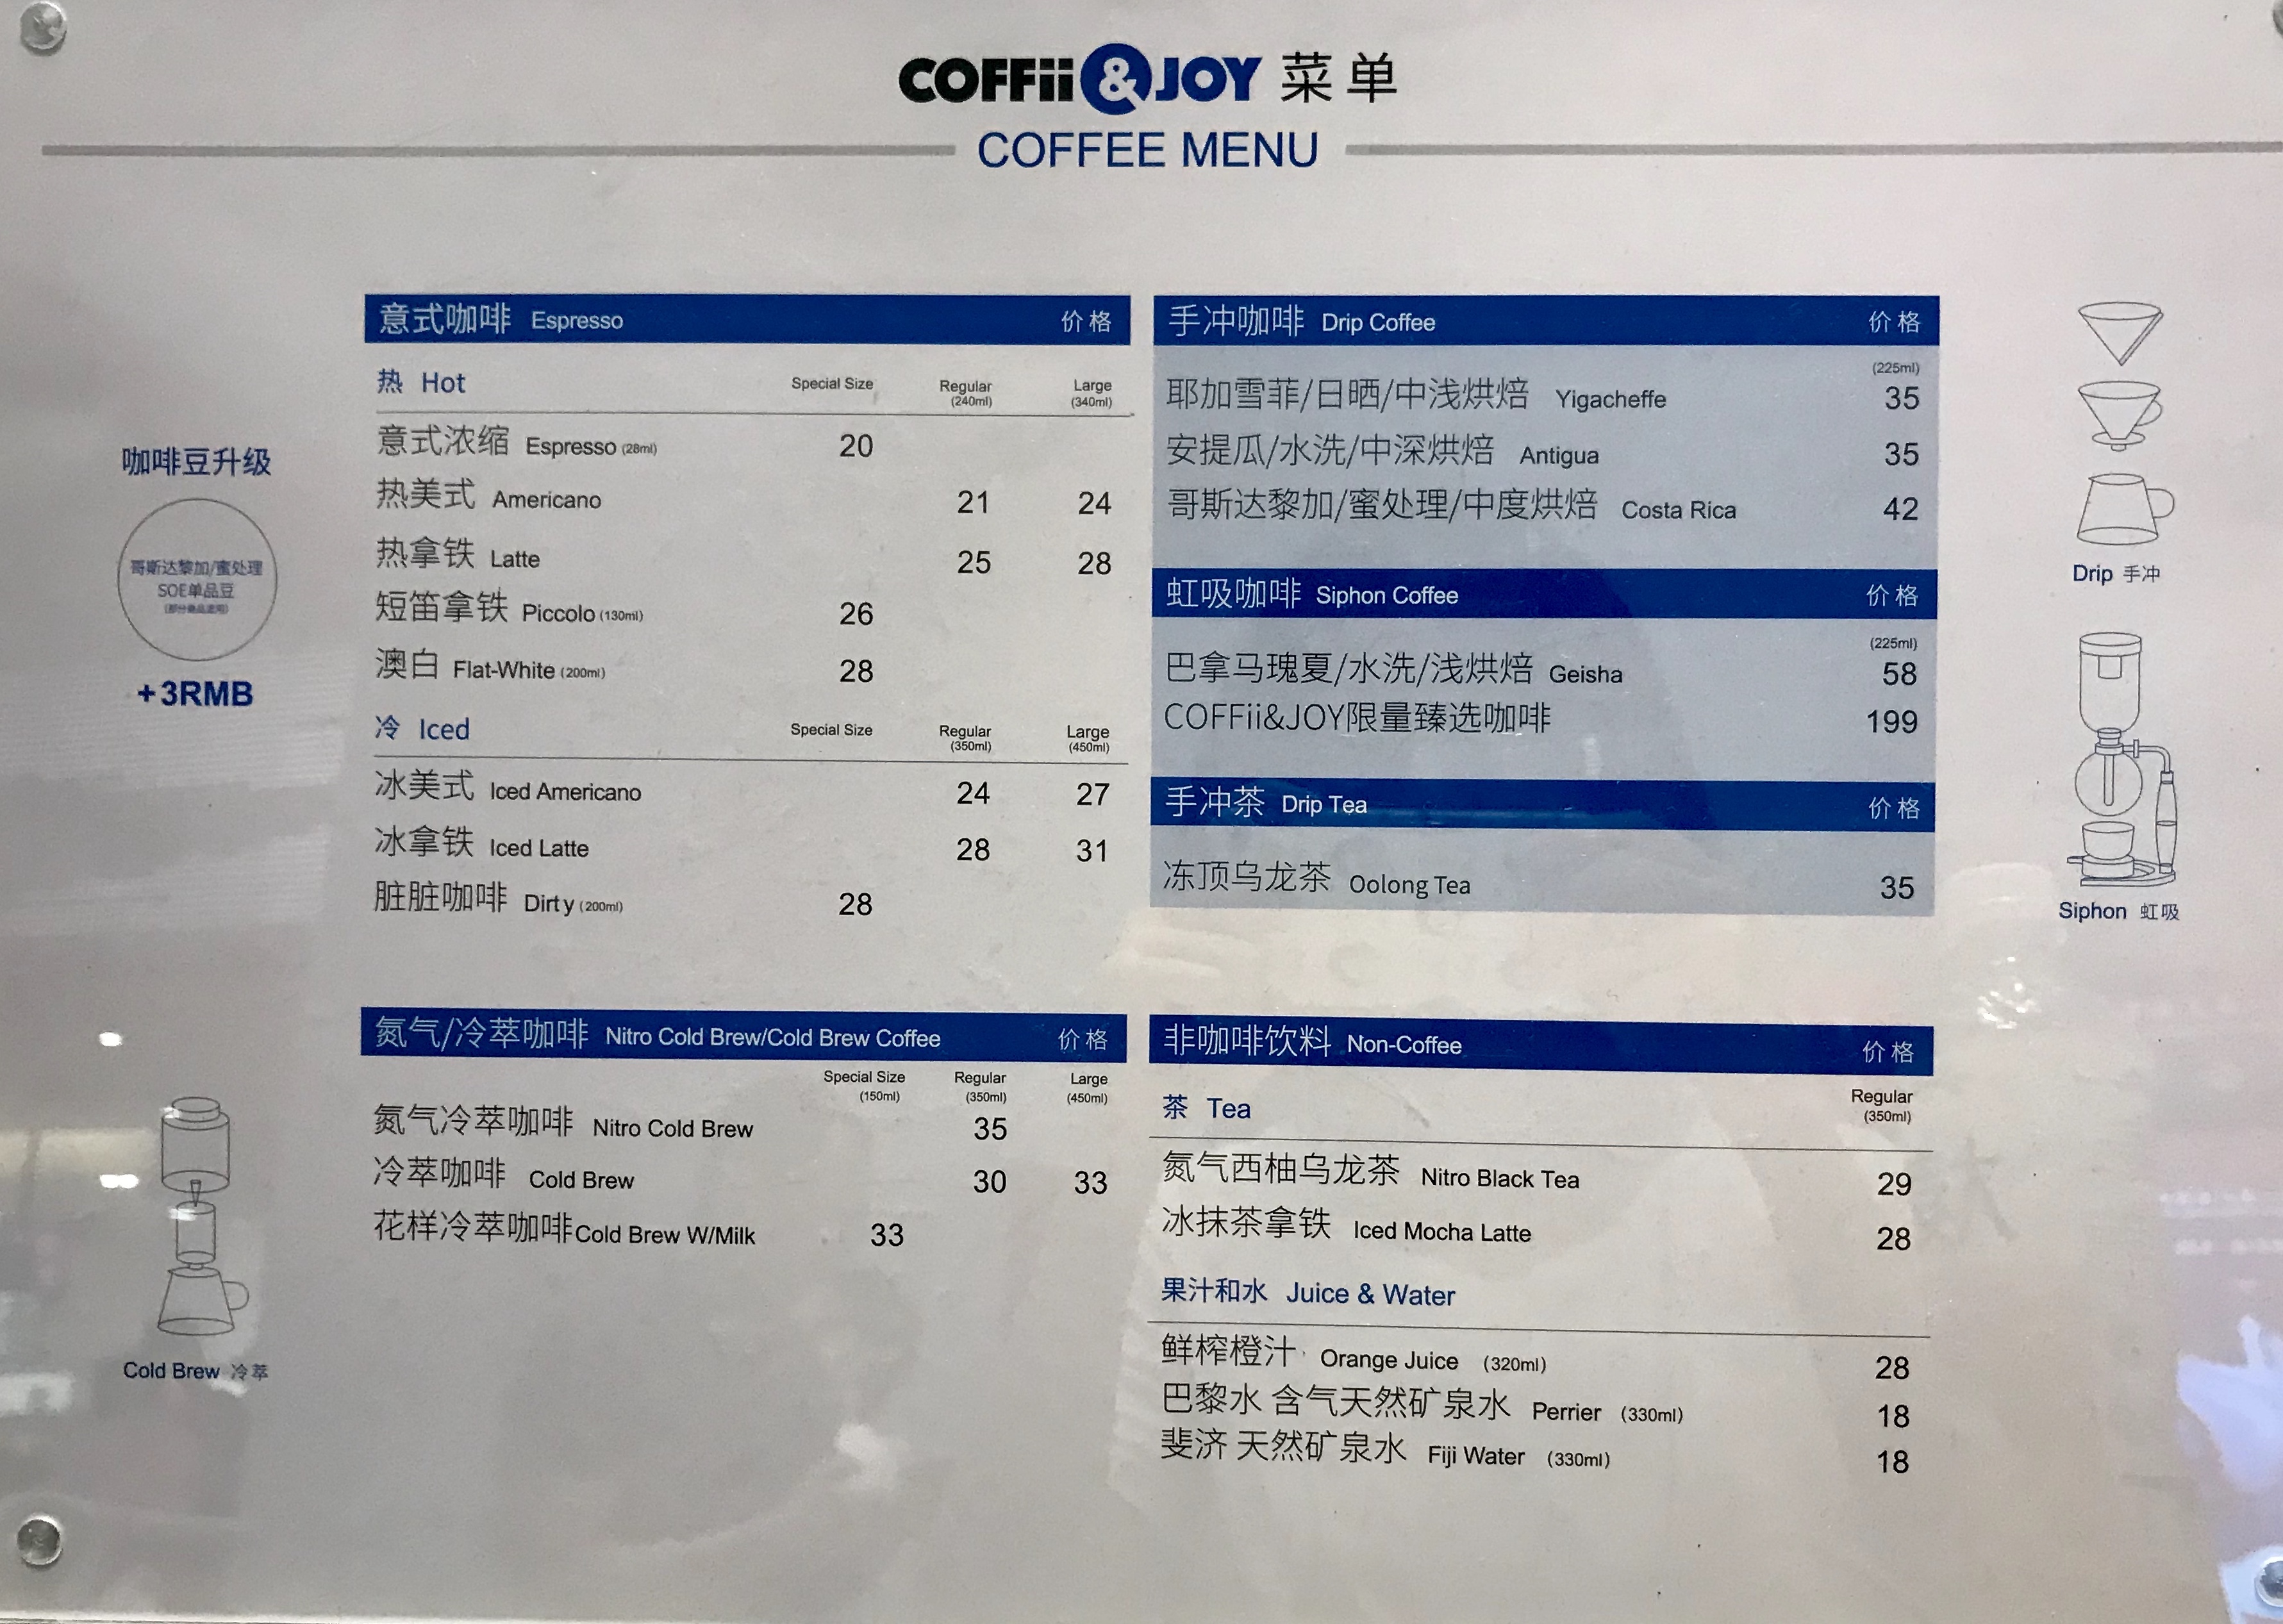 COFFii&JOY 菜单
COFFEE MENU
咖啡豆升级
哥斯达黎加/蜜处理
SOE单品豆
(部分商品适用)
+3RMB
意式咖啡 Espresso 价格
热 Hot Special Size Regular (240ml) Large (340ml)
意式浓缩 Espresso (28ml) 20
热美式 Americano 21 24
热拿铁 Latte 25 28
短笛拿铁 Piccolo (130ml) 26
澳白 Flat-White (200ml) 28
冷 Iced Special Size Regular (350ml) Large (450ml)
冰美式 Iced Americano 24 27
冰拿铁 Iced Latte 28 31
脏脏咖啡 Dirty (200ml) 28
手冲咖啡 Drip Coffee 价格
(225ml)
耶加雪菲/日晒/中浅烘焙 Yigacheffe 35
安提瓜/水洗/中深烘焙 Antigua 35
哥斯达黎加/蜜处理/中度烘焙 Costa Rica 42
虹吸咖啡 Siphon Coffee 价格
(225ml)
巴拿马瑰夏/水洗/浅烘焙 Geisha 58
COFFii&JOY限量臻选咖啡 199
手冲茶 Drip Tea 价格
冻顶乌龙茶 Oolong Tea 35
Drip 手冲
Siphon 虹吸
氮气/冷萃咖啡 Nitro Cold Brew/Cold Brew Coffee 价格
Special Size (150ml) Regular (350ml) Large (450ml)
氮气冷萃咖啡 Nitro Cold Brew 35
冷萃咖啡 Cold Brew 30 33
花样冷萃咖啡Cold Brew W/Milk 33
Cold Brew 冷萃
非咖啡饮料 Non-Coffee 价格
茶 Tea Regular (350ml)
氮气西柚乌龙茶 Nitro Black Tea 29
冰抹茶拿铁 Iced Mocha Latte 28
果汁和水 Juice & Water
鲜榨橙汁 Orange Juice (320ml) 28
巴黎水 含气天然矿泉水 Perrier (330ml) 18
斐济 天然矿泉水 Fiji Water (330ml) 18